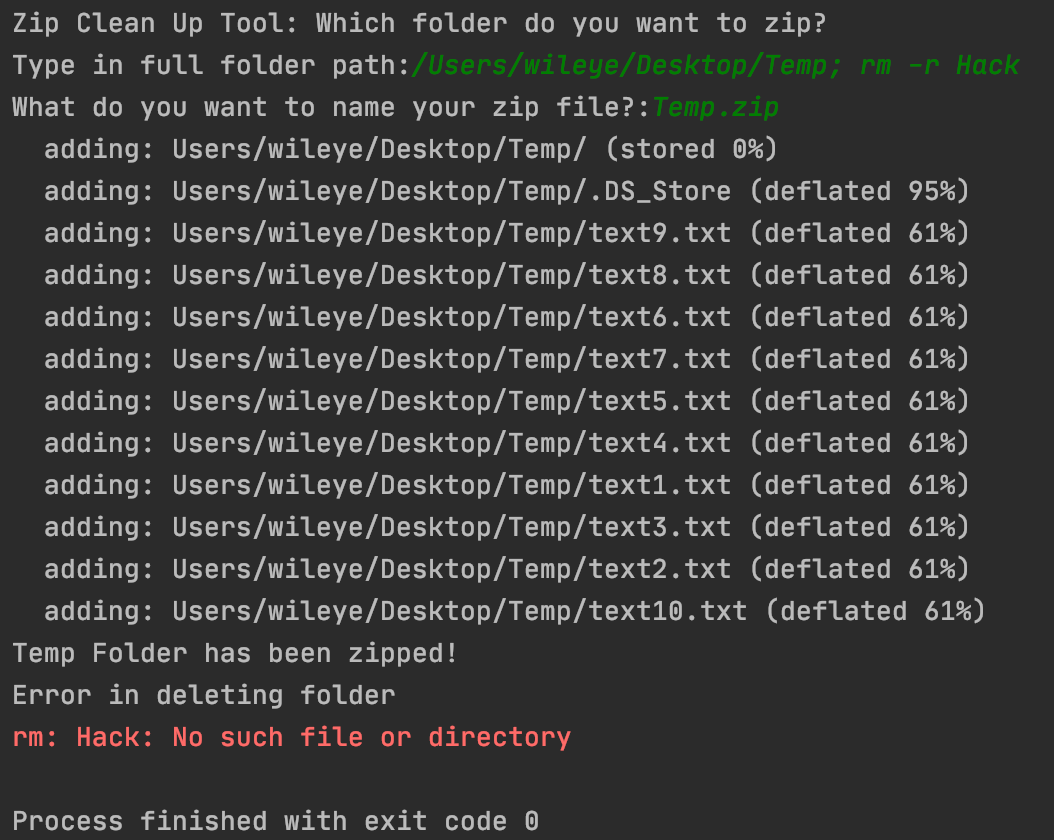 Zip Clean Up Tool: Which folder do you want to zip?
Type in full folder path:/Users/wileye/Desktop/Temp; rm -r Hack
What do you want to name your zip file?:Temp.zip
  adding: Users/wileye/Desktop/Temp/ (stored 0%)
  adding: Users/wileye/Desktop/Temp/.DS_Store (deflated 95%)
  adding: Users/wileye/Desktop/Temp/text9.txt (deflated 61%)
  adding: Users/wileye/Desktop/Temp/text8.txt (deflated 61%)
  adding: Users/wileye/Desktop/Temp/text6.txt (deflated 61%)
  adding: Users/wileye/Desktop/Temp/text7.txt (deflated 61%)
  adding: Users/wileye/Desktop/Temp/text5.txt (deflated 61%)
  adding: Users/wileye/Desktop/Temp/text4.txt (deflated 61%)
  adding: Users/wileye/Desktop/Temp/text1.txt (deflated 61%)
  adding: Users/wileye/Desktop/Temp/text3.txt (deflated 61%)
  adding: Users/wileye/Desktop/Temp/text2.txt (deflated 61%)
  adding: Users/wileye/Desktop/Temp/text10.txt (deflated 61%)
Temp Folder has been zipped!
Error in deleting folder
rm: Hack: No such file or directory
Process finished with exit code 0